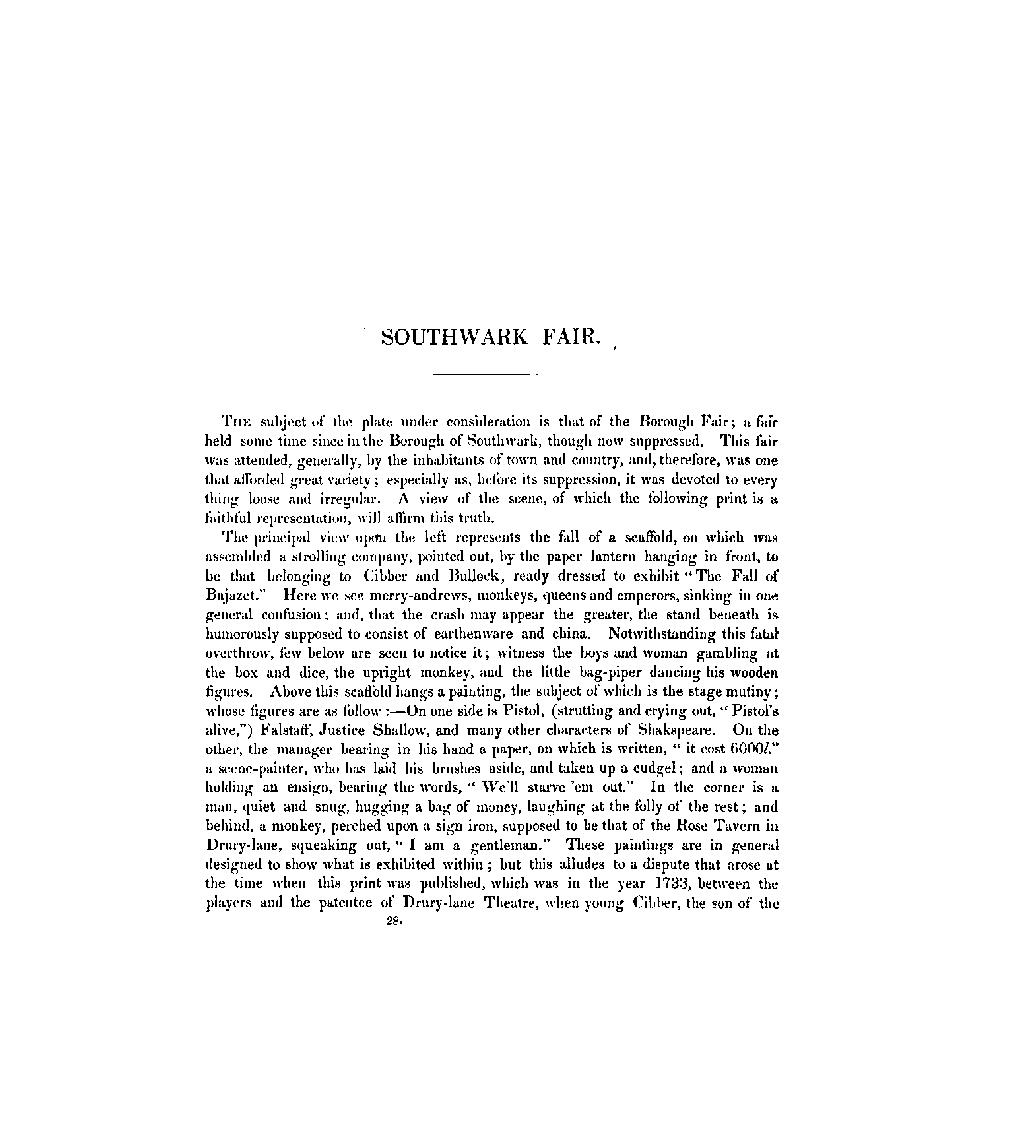 SOUTHWARK FAIR.
THE subject of the plate under consideration is that of the Borough Fair; a fair
held some time since in the Borough of Southwark, though now suppressed. This fair
was attended, generally, by the inhabitants of town and country, and, therefore, was one
that afforded great variety; especially as, before its suppression, it was devoted to every
thing loose and irregular. A view of the scene, of which the following print is a
faithful representation, will affirm this truth.
The principal view upon the left represents the fall of a scaffold, on which was
assembled a strolling company, pointed out, by the paper lantern hanging in front, to
be that belonging to Cibber and Bullock, ready dressed to exhibit "The Fall of
Bajazet." Here we see merry-andrews, monkeys, queens and emperors, sinking in one
general confusion; and, that the crash may appear the greater, the stand beneath is
humorously supposed to consist of earthenware and china. Notwithstanding this fatal
overthrow, few below are seen to notice it; witness the boys and woman gambling at
the box and dice, the upright monkey, and the little bag-piper dancing his wooden
figures. Above this scaffold hangs a painting, the subject of which is the stage mutiny;
whose figures are as follow:—On one side is Pistol, (strutting and crying out, "Pistol's
alive,") Falstaff, Justice Shallow, and many other characters of Shakspeare. On the
other, the manager bearing in his hand a paper, on which is written, "it cost 6000l."
a scene-painter, who has laid his brushes aside, and taken up a cudgel; and a woman
holding an ensign, bearing the words, "We'll starve 'em out." In the corner is a
man, quiet and snug, hugging a bag of money, laughing at the folly of the rest; and
behind, a monkey, perched upon a sign iron, supposed to be that of the Rose Tavern in
Drury-lane, squeaking out, "I am a gentleman." These paintings are in general
designed to show what is exhibited within; but this alludes to a dispute that arose at
the time when this print was published, which was in the year 1733, between the
players and the patentee of Drury-lane Theatre, when young Cibber, the son of the
28.